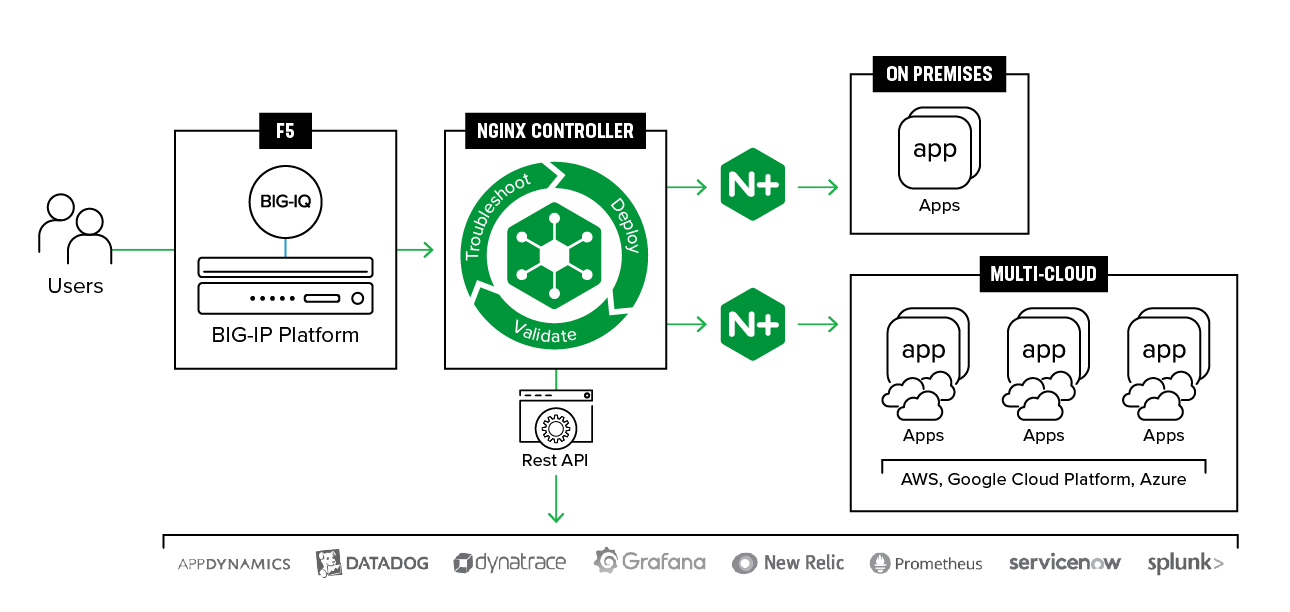 Users
F5
BIG-IQ
BIG-IP Platform
NGINX CONTROLLER
Troubleshoot
Deploy
Validate
Rest API
N+
N+
ON PREMISES
app
Apps
MULTI-CLOUD
app
app
app
Apps
Apps
Apps
AWS, Google Cloud Platform, Azure
APPDYNAMICS
DATADOG
dynatrace
Grafana
New Relic
Prometheus
servicenow
splunk>